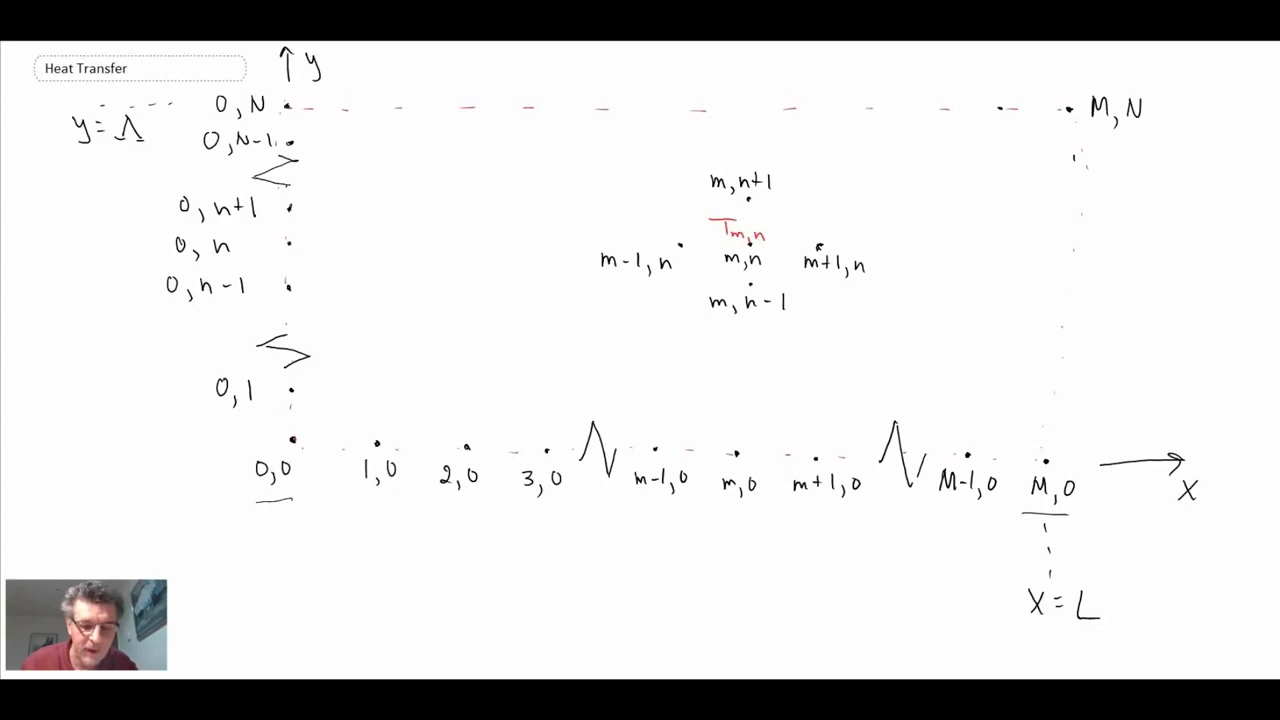 Heat Transfer
y
0, N
M, N
y = Λ
0, N-1
m, n+1
0, n+1
Tm,n
0, n
m-1, n
m,n
m+1, n
0, n-1
m, n-1
0, 1
0,0
1,0
2,0
3,0
m-1,0
m,0
m+1,0
M-1,0
M,0
x
x = L